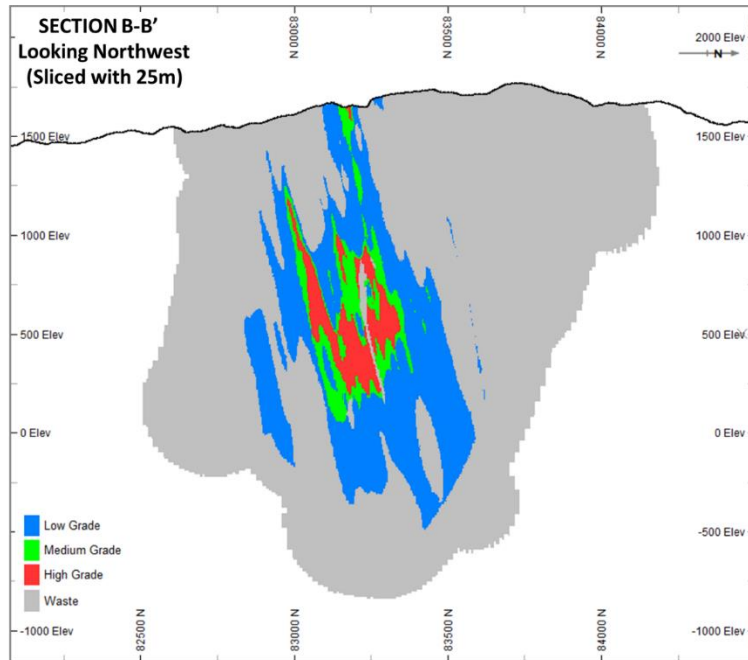 SECTION B-B’
Looking Northwest
(Sliced with 25m)
83000 N
83500 N
84000 N
2000 Elev
N
1500 Elev
1500 Elev
1000 Elev
1000 Elev
500 Elev
500 Elev
0 Elev
0 Elev
-500 Elev
-1000 Elev
-1000 Elev
Low Grade
Medium Grade
High Grade
Waste
82500 N
83000 N
83500 N
84000 N